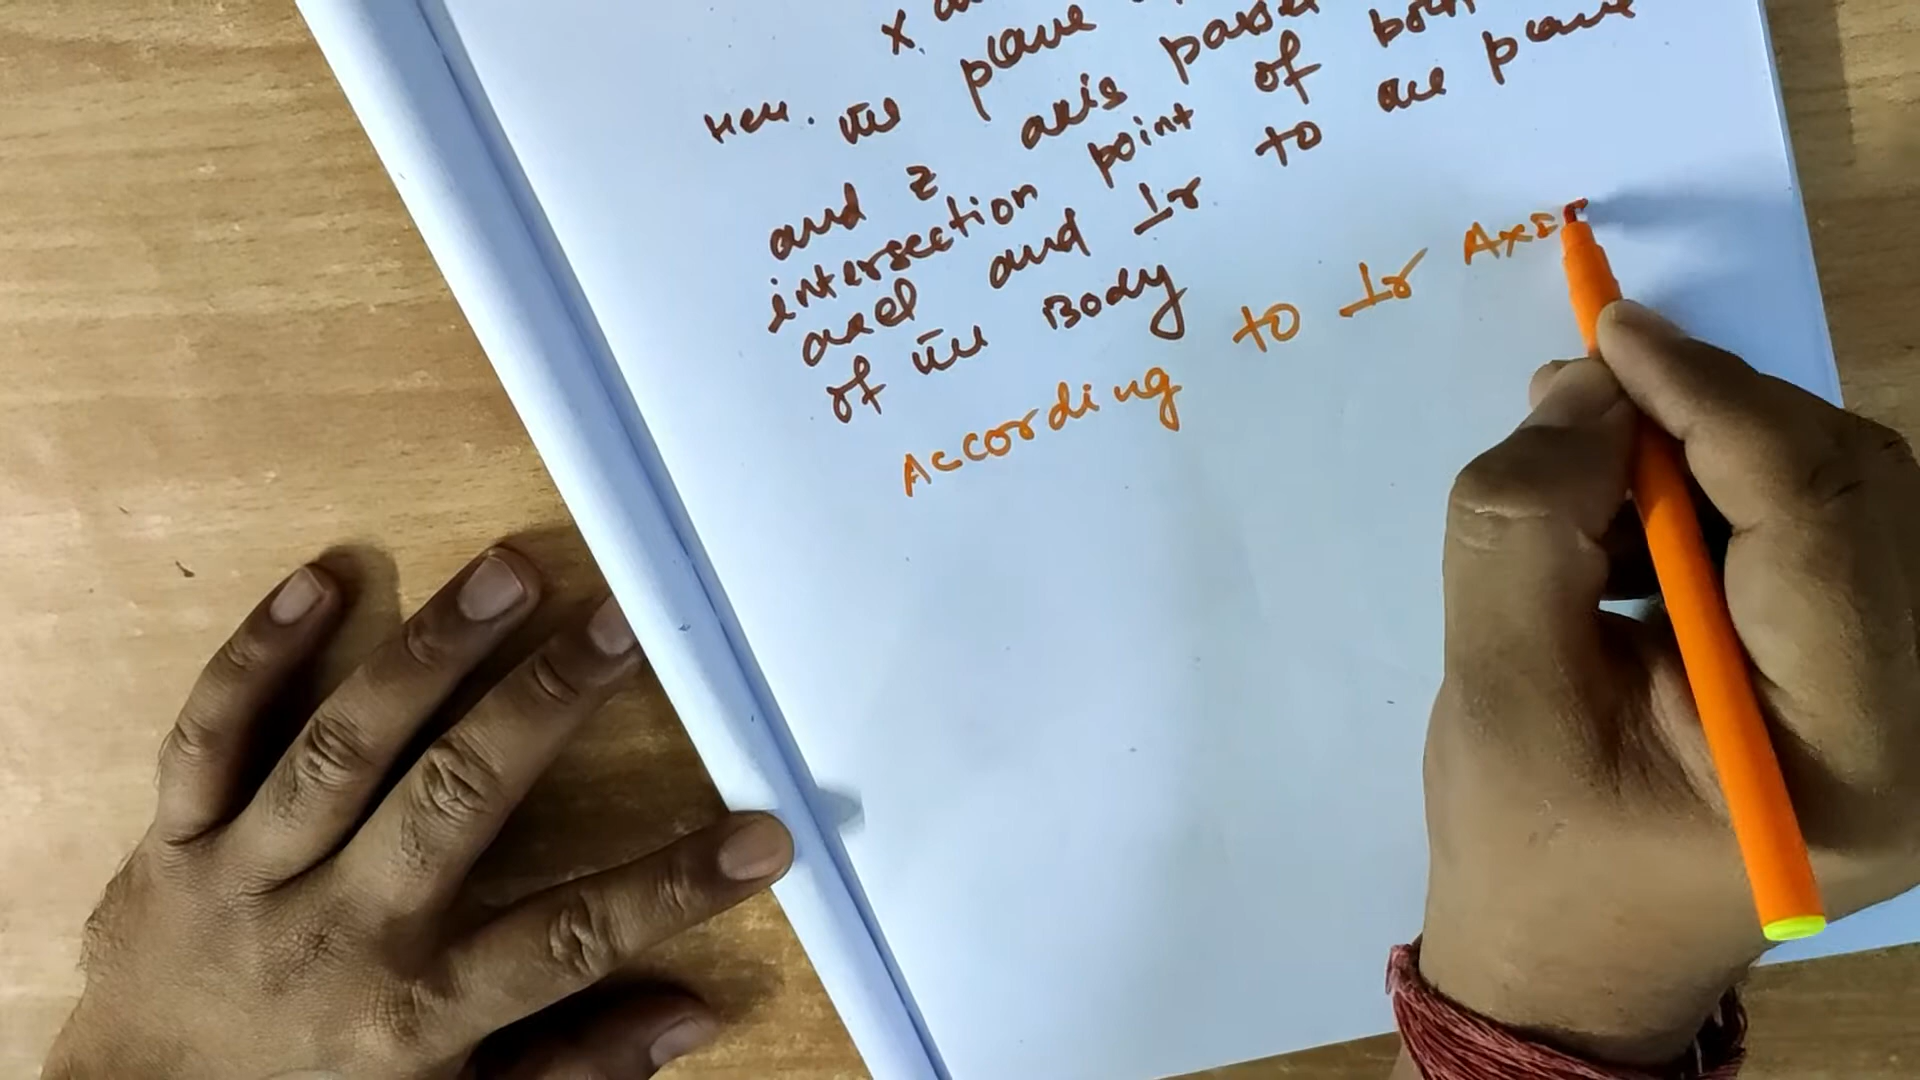 x
Here. the plane
and z axis passes
intersection point of both
axel and ⊥r to the plane
of the Body
According to ⊥r Axis